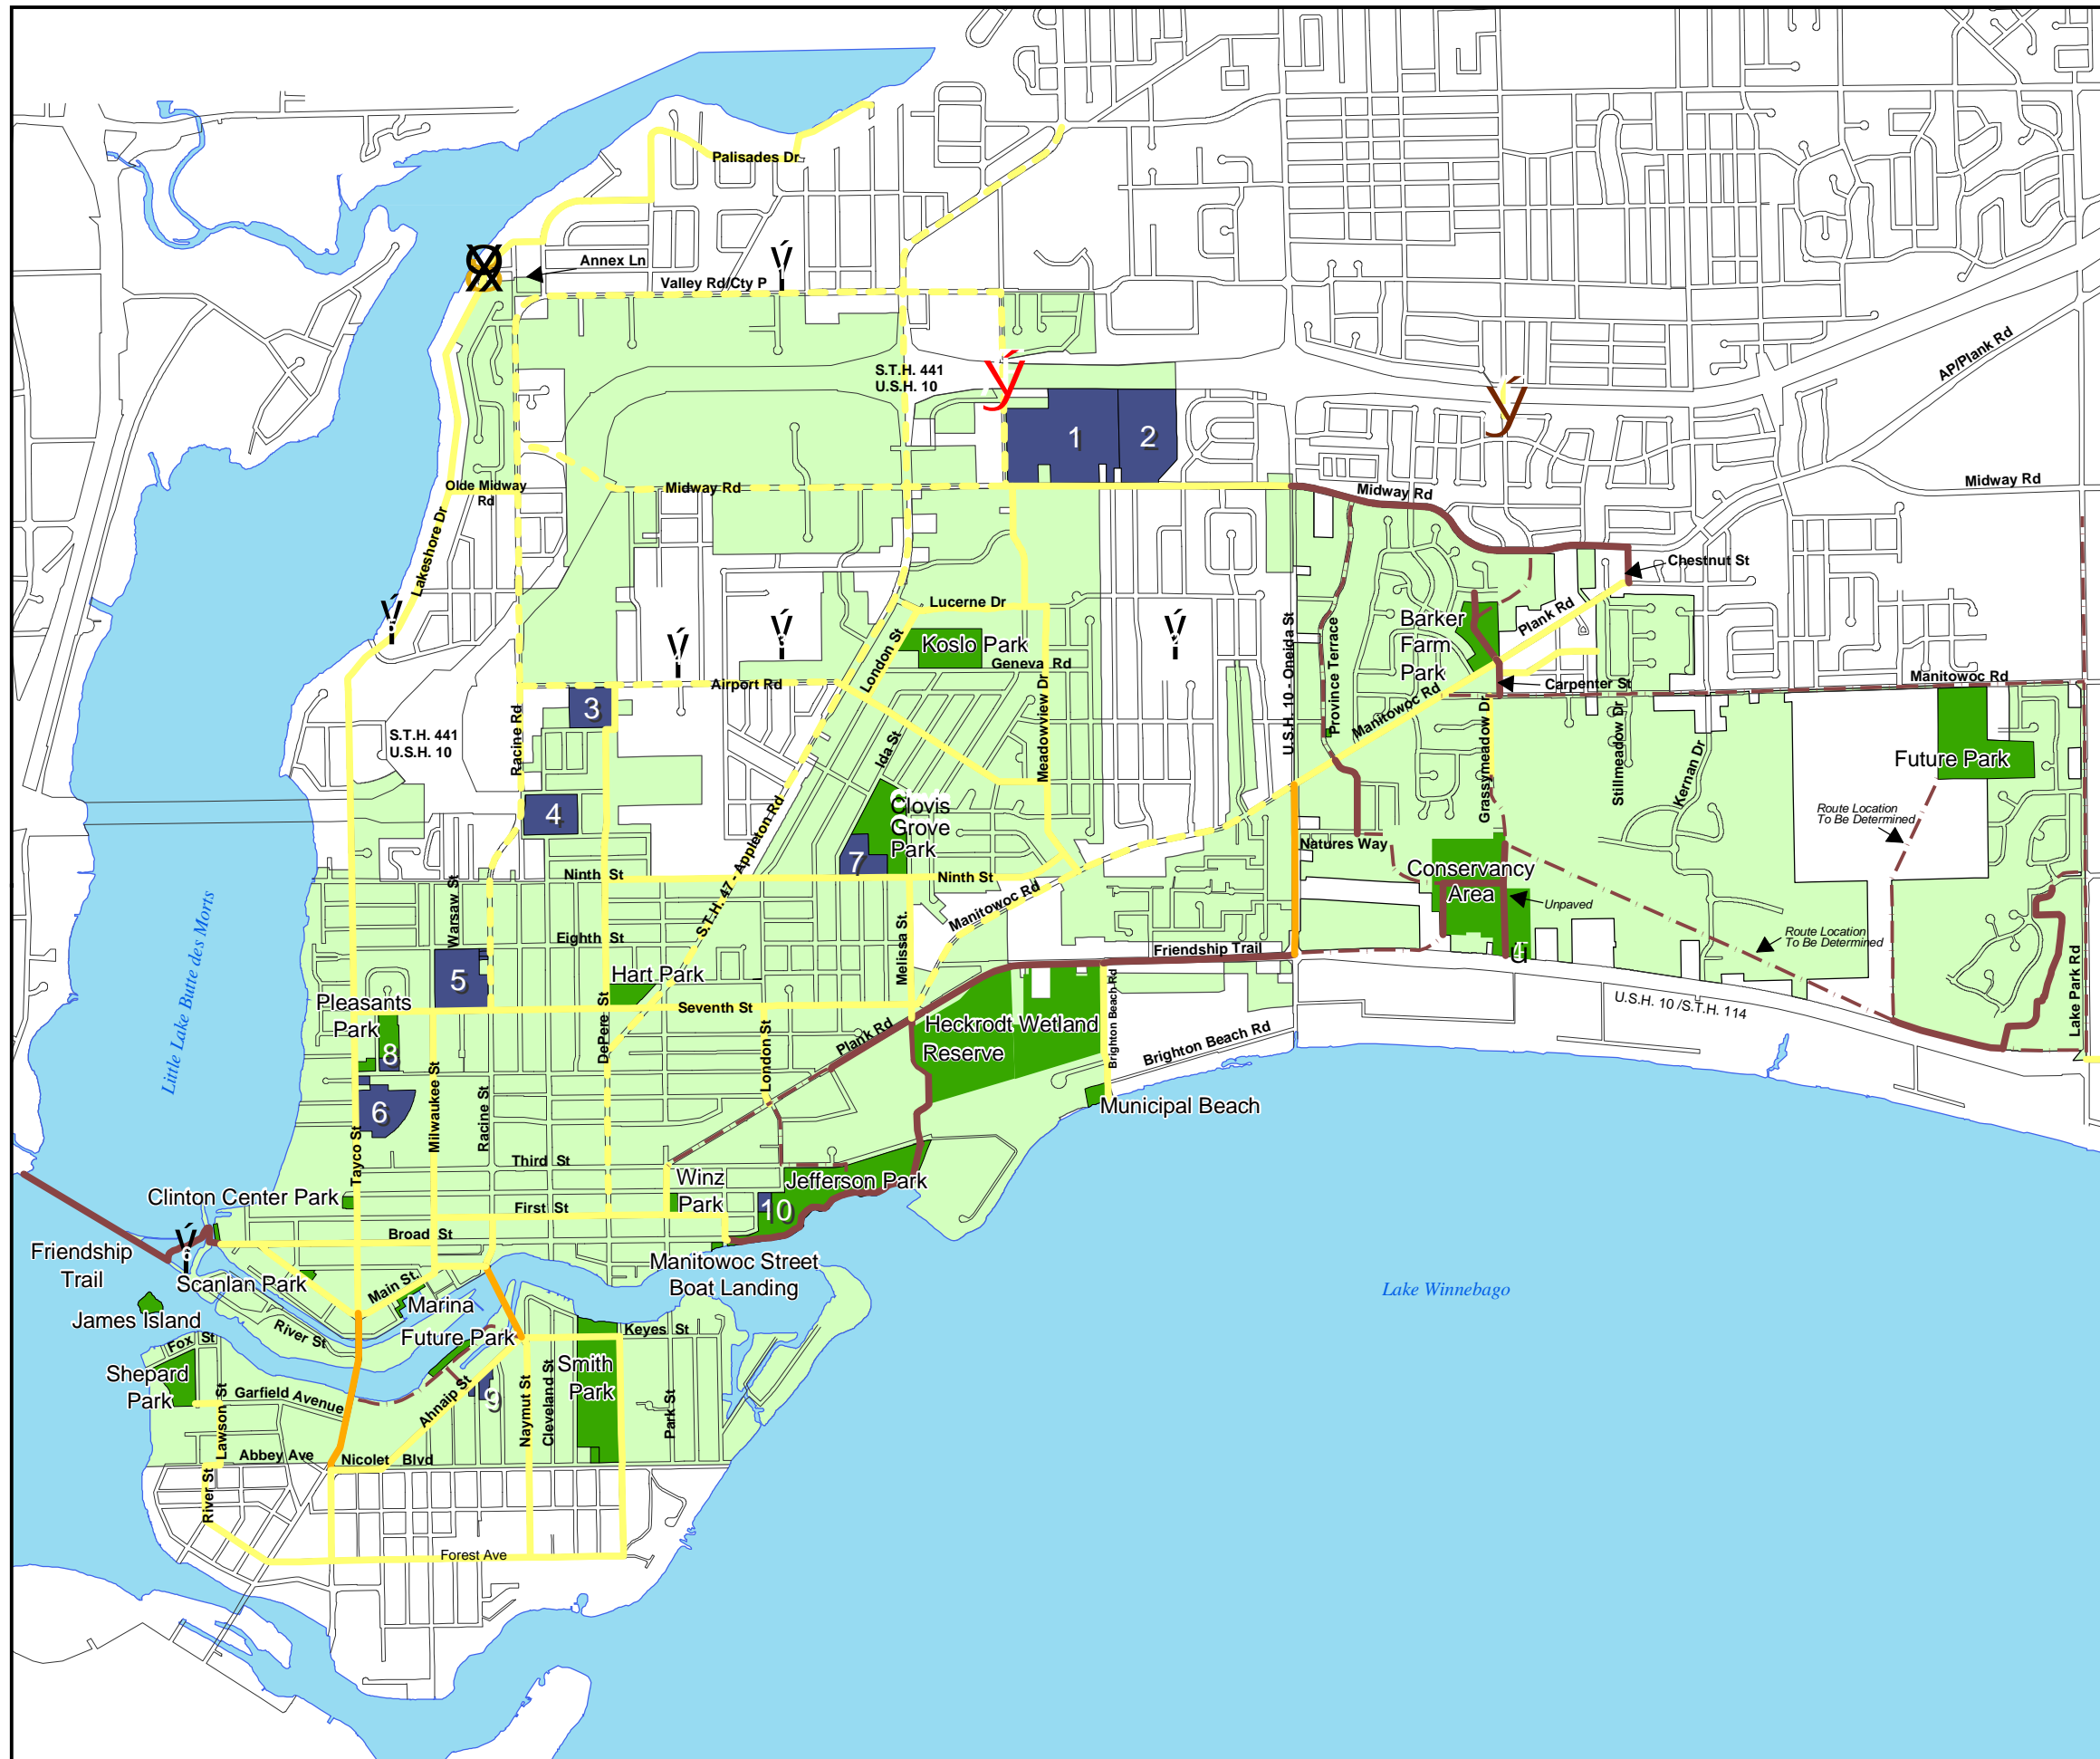 Palisades Dr
Annex Ln
Valley Rd/Cty P
S.T.H. 441
U.S.H. 10
AP/Plank Rd
1
2
Olde Midway
Rd
Midway Rd
Midway Rd
Midway Rd
Lakeshore Dr
Chestnut St
Lucerne Dr
Koslo Park
Geneva Rd
London St
Barker
Farm
Park
Plank Rd
U.S.H. 10 - Oneida St
Province Terrace
Carpenter St
Manitowoc Rd
Manitowoc Rd
Airport Rd
3
S.T.H. 441
U.S.H. 10
Racine Rd
Ida St
Meadowview Dr
Grassymeadow Dr
Stillmeadow Dr
Kernan Dr
Future Park
Route Location
To Be Determined
4
Clovis
Grove
Park
7
S.T.H. 47 - Appleton Rd
Natures Way
Conservancy
Area
Unpaved
Ninth St
Ninth St
Warsaw St
Manitowoc Rd
Little Lake Butte des Morts
Eighth St
Melissa St.
Friendship Trail
Route Location
To Be Determined
Hart Park
5
Pleasants
Park
Seventh St
DePere St
London St
Plank Rd
Heckrodt Wetland
Reserve
Brighton Beach Rd
Brighton Beach Rd
U.S.H. 10 /S.T.H. 114
Lake Park Rd
8
6
Municipal Beach
Milwaukee St
Racine St
Tayco St
Third St
Winz
Park
Jefferson Park
Clinton Center Park
First St
10
Broad St
Friendship
Trail
Scanlan Park
Main St.
Marina
Manitowoc Street
Boat Landing
Lake Winnebago
James Island
River St
Fox St
Future Park
Keyes St
Shepard
Park
Smith
Park
Garfield Avenue
Lawson St
Ahnaip St
9
Naymut St
Cleveland St
Park St
Abbey Ave
Nicolet Blvd
River St
Forest Ave